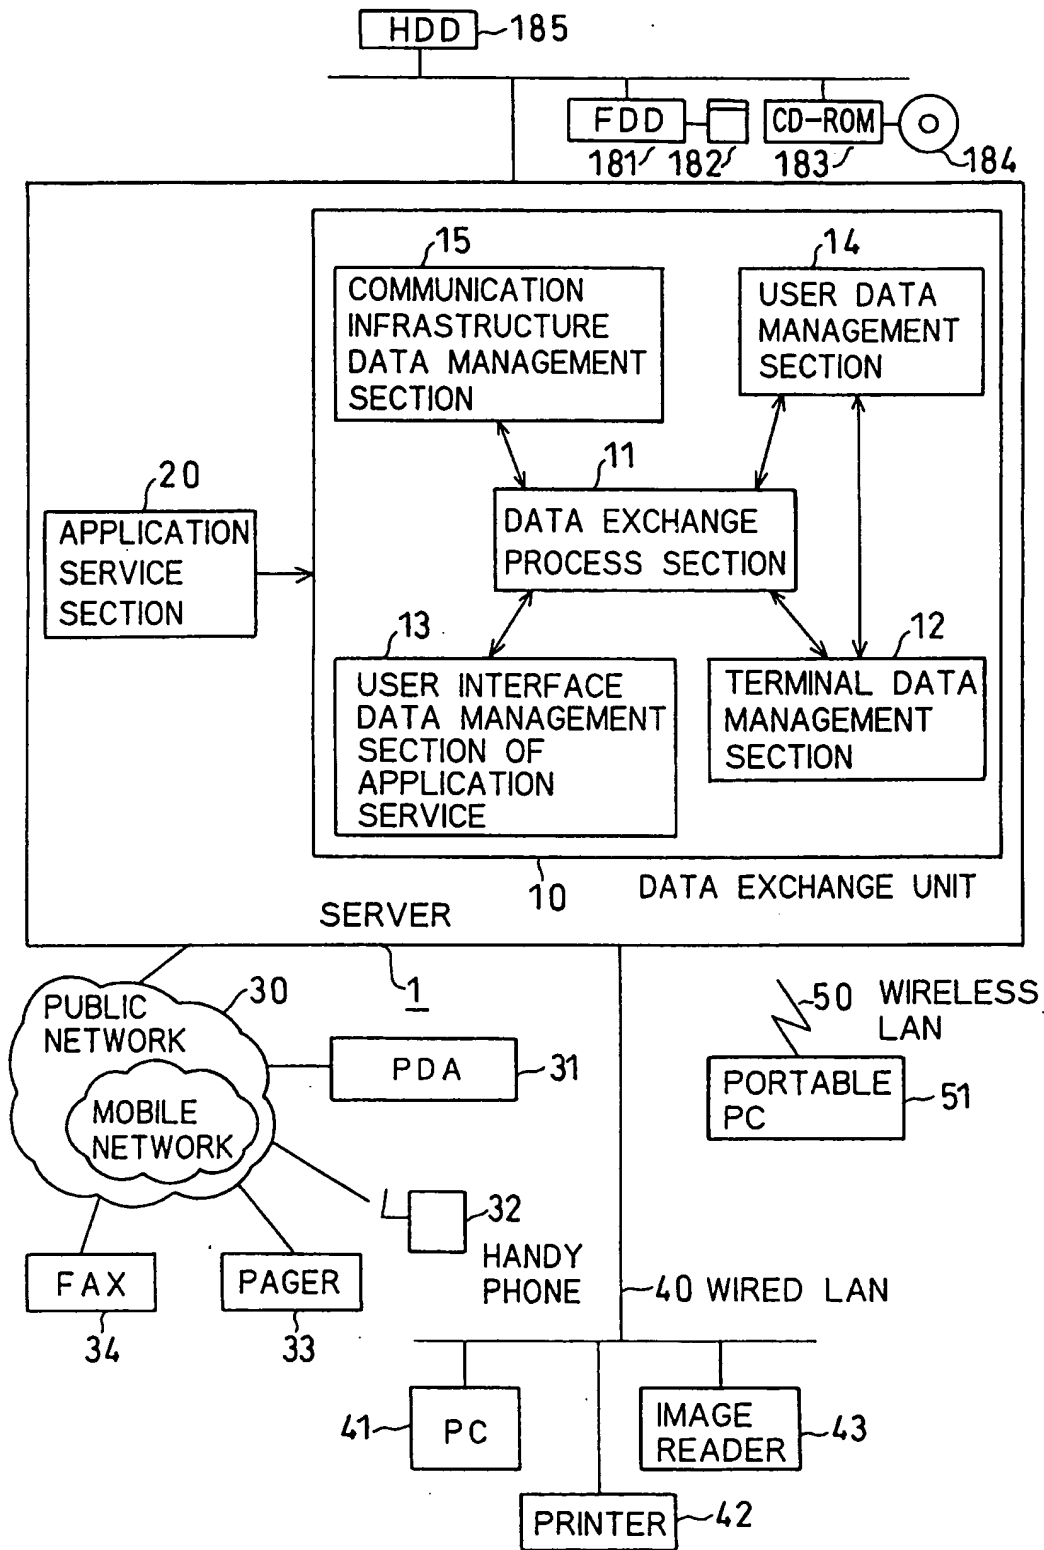 HDD 185
FDD
CD-ROM
181 182 183 184
15
COMMUNICATION
INFRASTRUCTURE
DATA MANAGEMENT
SECTION
14
USER DATA
MANAGEMENT
SECTION
11
DATA EXCHANGE
PROCESS SECTION
20
APPLICATION
SERVICE
SECTION
13
USER INTERFACE
DATA MANAGEMENT
SECTION OF
APPLICATION
SERVICE
12
TERMINAL DATA
MANAGEMENT
SECTION
10
DATA EXCHANGE UNIT
SERVER
1
30
PUBLIC
NETWORK
MOBILE
NETWORK
PDA 31
50 WIRELESS
LAN
PORTABLE
PC
51
32
HANDY
PHONE
FAX
34
PAGER
33
40 WIRED LAN
41 PC
IMAGE
READER
43
PRINTER 42